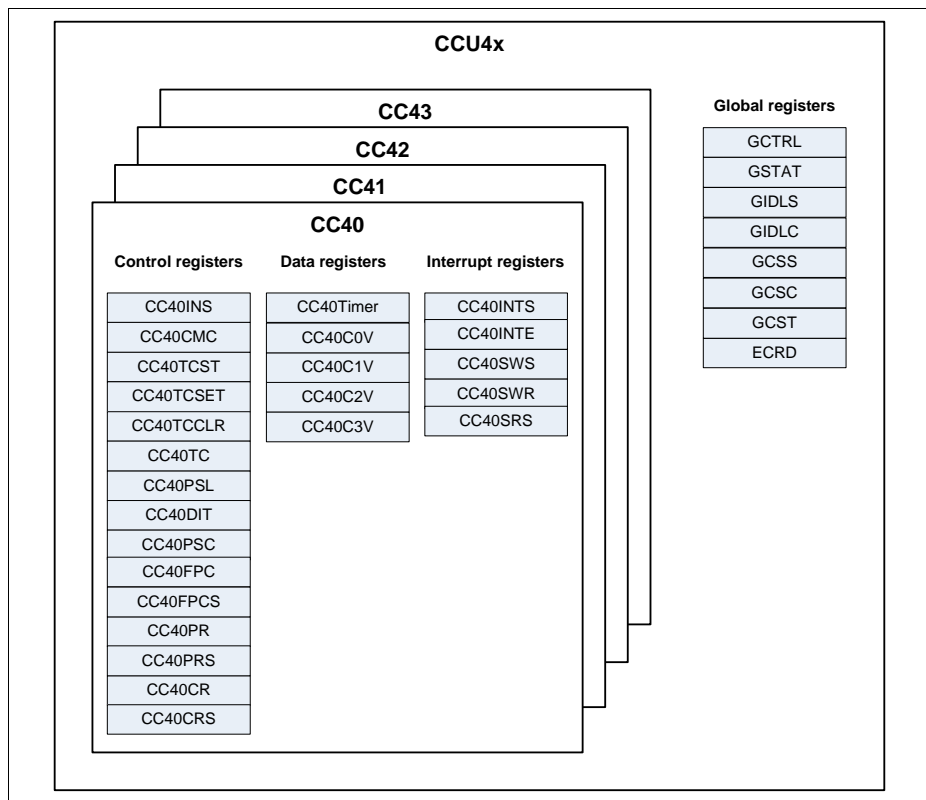 CCU4x
CC43
CC42
CC41
CC40
Control registers
CC40INS
CC40CMC
CC40TCST
CC40TCSET
CC40TCCLR
CC40TC
CC40PSL
CC40DIT
CC40PSC
CC40FPC
CC40FPCS
CC40PR
CC40PRS
CC40CR
CC40CRS
Data registers
CC40Timer
CC40C0V
CC40C1V
CC40C2V
CC40C3V
Interrupt registers
CC40INTS
CC40INTE
CC40SWS
CC40SWR
CC40SRS
Global registers
GCTRL
GSTAT
GIDLS
GIDLC
GCSS
GCSC
GCST
ECRD